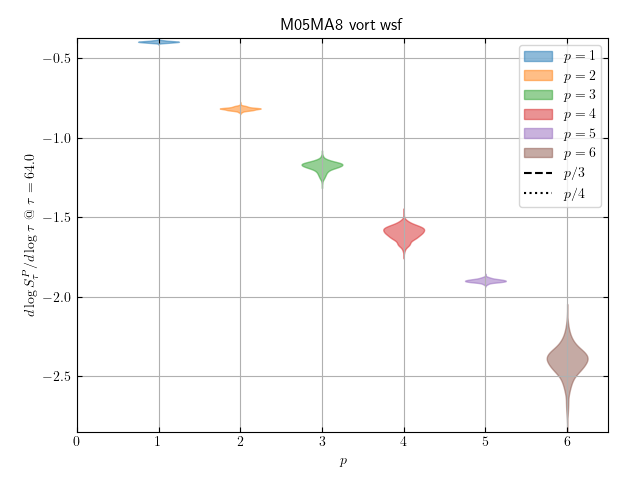 M05MA8 vort wsf
−0.5
−1.0
−1.5
−2.0
−2.5
d log S_τ^P / d log τ @ τ = 64.0
0 1 2 3 4 5 6
p
p = 1
p = 2
p = 3
p = 4
p = 5
p = 6
p/3
p/4